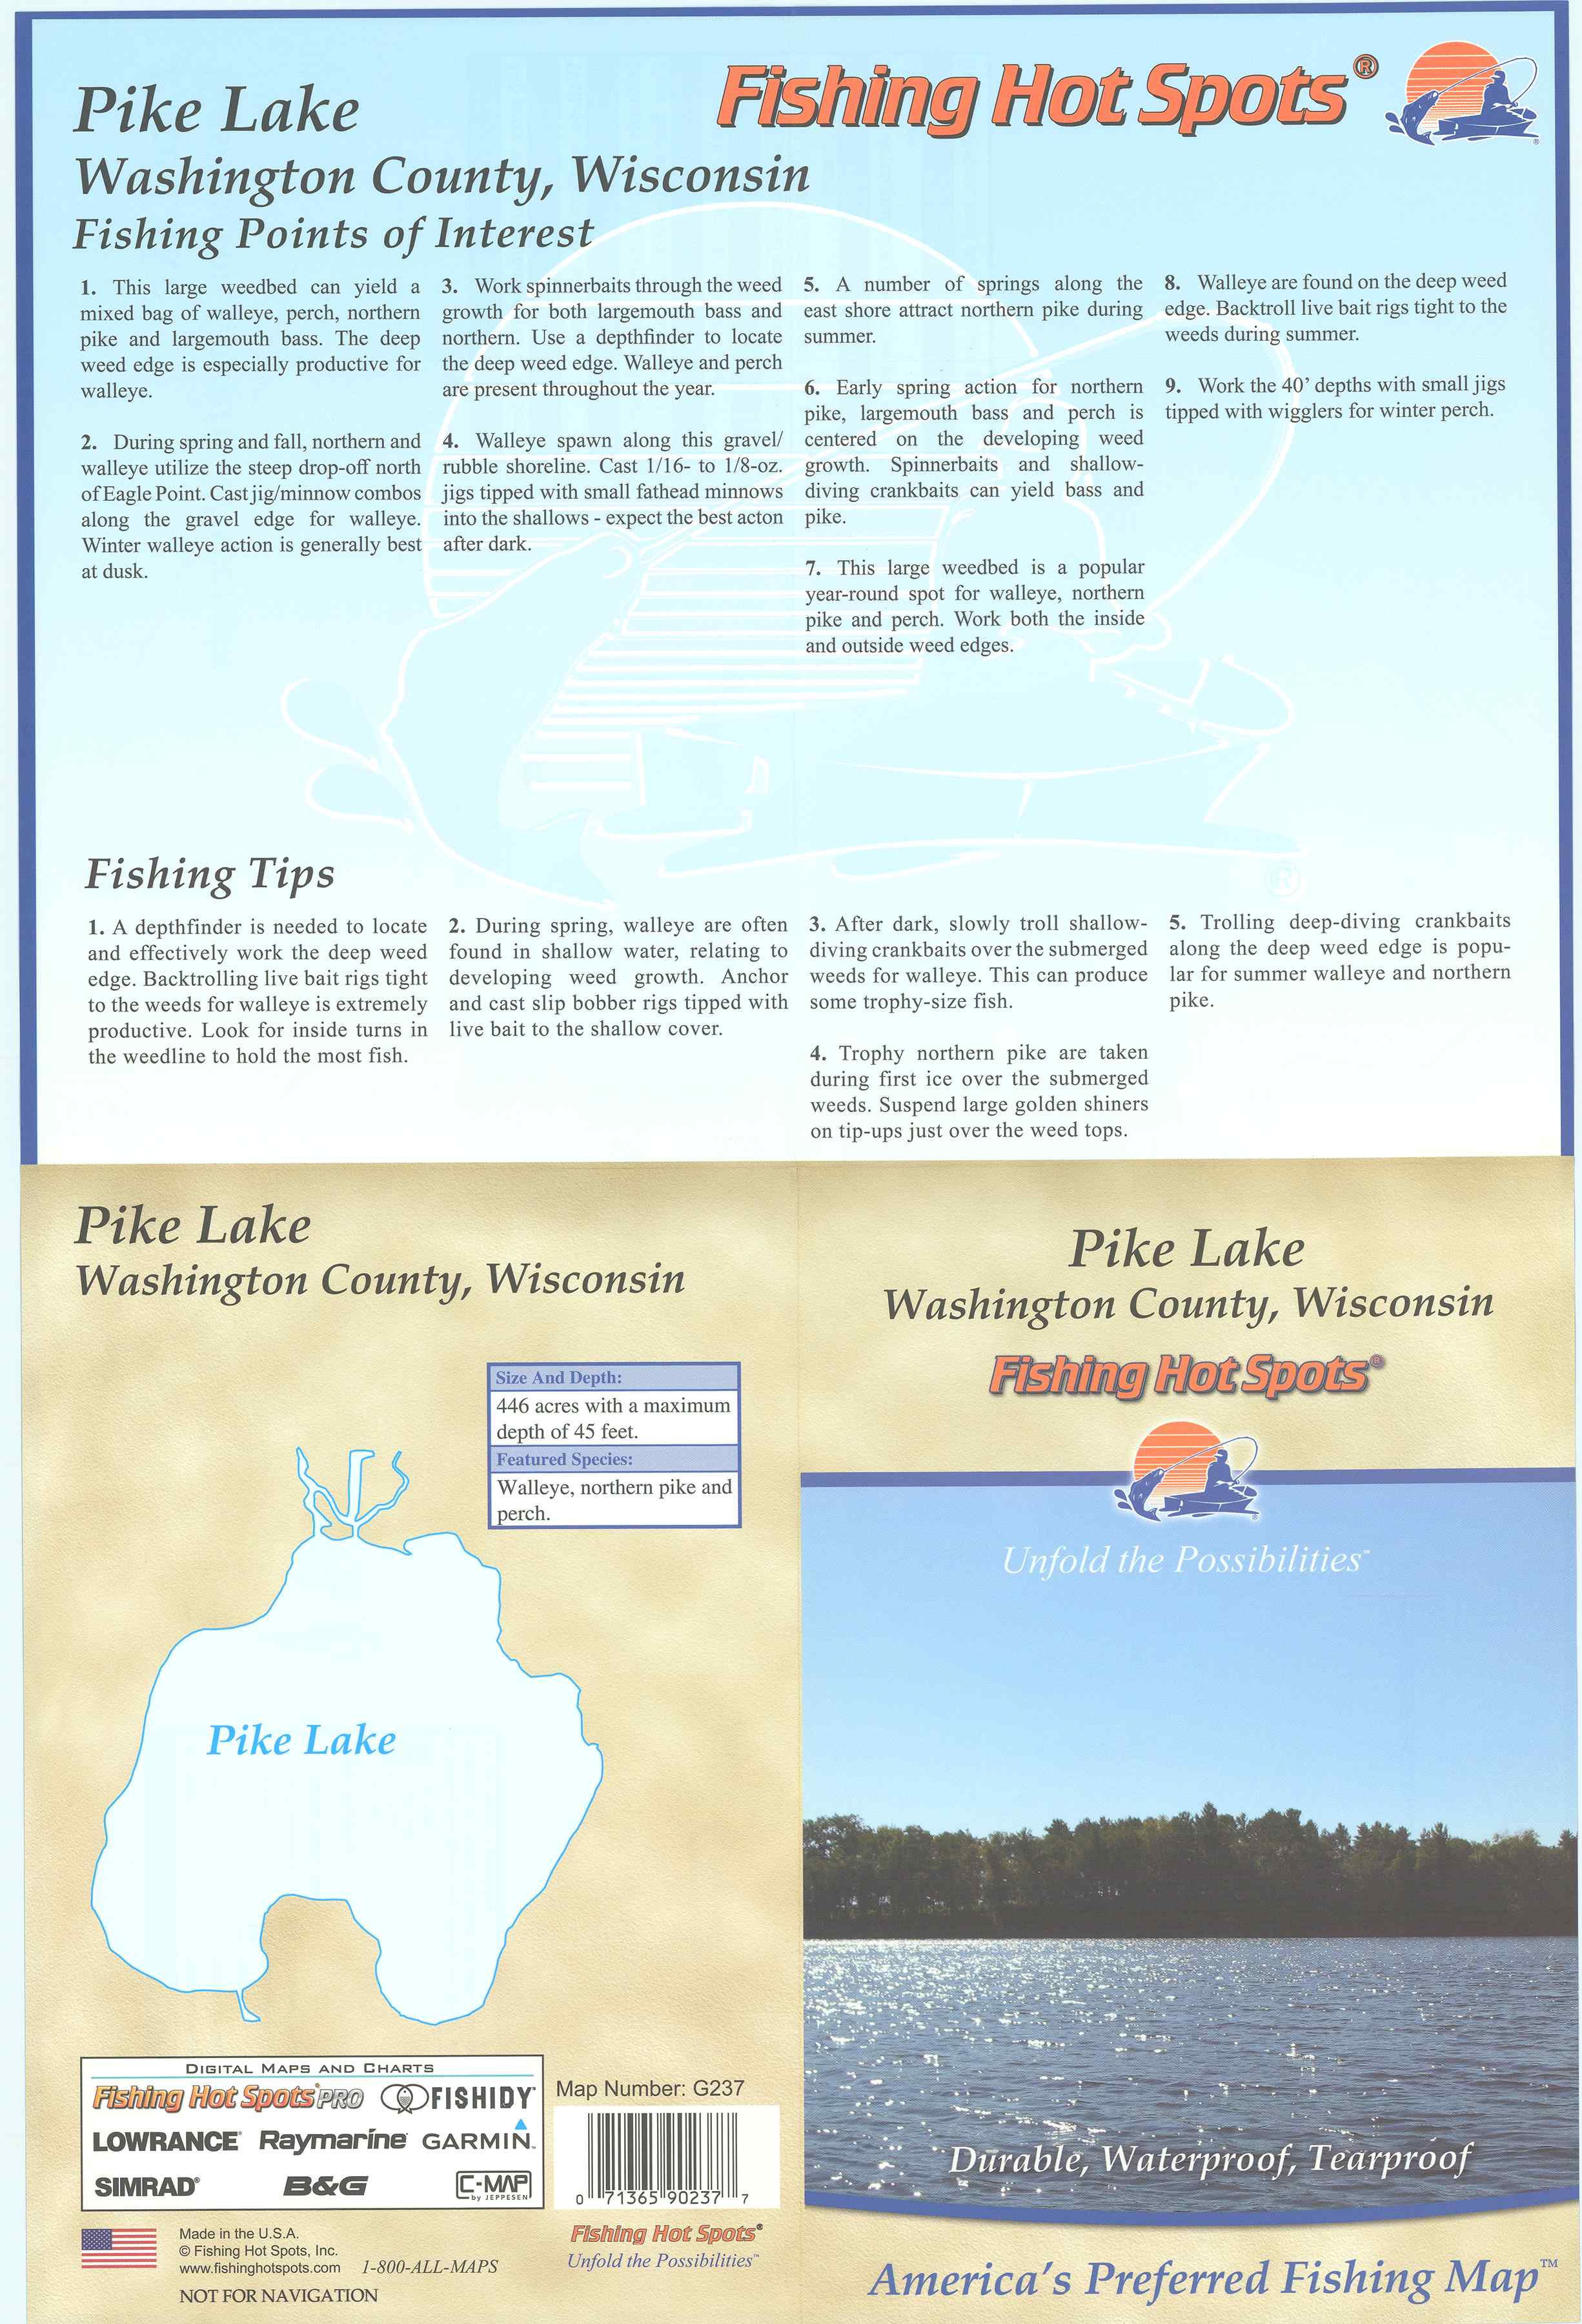 Fishing Hot Spots®
Pike Lake
Washington County, Wisconsin
Fishing Points of Interest
1. This large weedbed can yield a
mixed bag of walleye, perch, northern
pike and largemouth bass. The deep
weed edge is especially productive for
walleye.
2. During spring and fall, northern and
walleye utilize the steep drop-off north
of Eagle Point. Cast jig/minnow combos
along the gravel edge for walleye.
Winter walleye action is generally best
at dusk.
3. Work spinnerbaits through the weed
growth for both largemouth bass and
northern. Use a depthfinder to locate
the deep weed edge. Walleye and perch
are present throughout the year.
4. Walleye spawn along this gravel/
rubble shoreline. Cast 1/16- to 1/8-oz.
jigs tipped with small fathead minnows
into the shallows - expect the best acton
after dark.
5. A number of springs along the
east shore attract northern pike during
summer.
6. Early spring action for northern
pike, largemouth bass and perch is
centered on the developing weed
growth. Spinnerbaits and shallow-
diving crankbaits can yield bass and
pike.
7. This large weedbed is a popular
year-round spot for walleye, northern
pike and perch. Work both the inside
and outside weed edges.
8. Walleye are found on the deep weed
edge. Backtroll live bait rigs tight to the
weeds during summer.
9. Work the 40’ depths with small jigs
tipped with wigglers for winter perch.
®
Fishing Tips
1. A depthfinder is needed to locate
and effectively work the deep weed
edge. Backtrolling live bait rigs tight
to the weeds for walleye is extremely
productive. Look for inside turns in
the weedline to hold the most fish.
2. During spring, walleye are often
found in shallow water, relating to
developing weed growth. Anchor
and cast slip bobber rigs tipped with
live bait to the shallow cover.
3. After dark, slowly troll shallow-
diving crankbaits over the submerged
weeds for walleye. This can produce
some trophy-size fish.
4. Trophy northern pike are taken
during first ice over the submerged
weeds. Suspend large golden shiners
on tip-ups just over the weed tops.
5. Trolling deep-diving crankbaits
along the deep weed edge is popu-
lar for summer walleye and northern
pike.
Pike Lake
Washington County, Wisconsin
Size And Depth:
446 acres with a maximum
depth of 45 feet.
Featured Species:
Walleye, northern pike and
perch.
Pike Lake
DIGITAL MAPS AND CHARTS
Fishing Hot Spots® PRO FISHIDY
LOWRANCE® Raymarine® GARMIN™
SIMRAD® B&G C-MAP
by JEPPESEN
Map Number: G237
0 71365 90237 7
Made in the U.S.A.
© Fishing Hot Spots, Inc.
www.fishinghotspots.com 1-800-ALL-MAPS
NOT FOR NAVIGATION
Fishing Hot Spots®
Unfold the Possibilities™
Pike Lake
Washington County, Wisconsin
Fishing Hot Spots®
Unfold the Possibilities™
Durable, Waterproof, Tearproof
America’s Preferred Fishing Map™